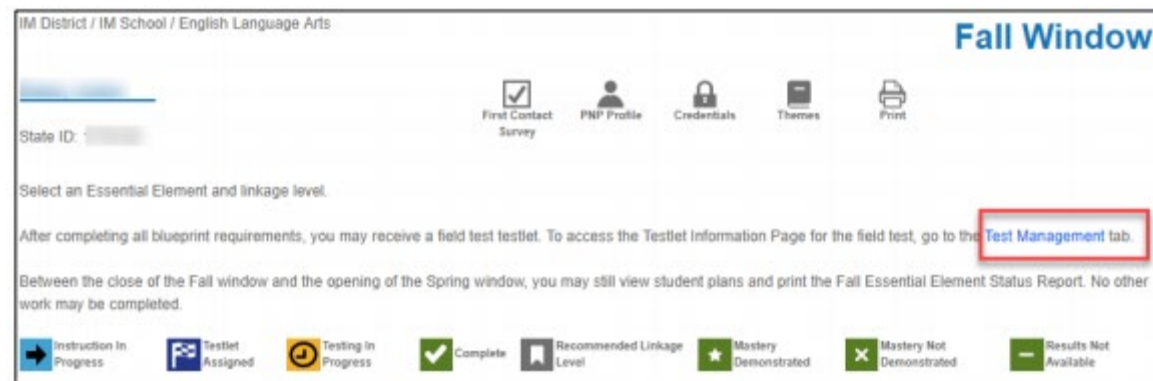 IM District / IM School / English Language Arts
Fall Window
First Contact
Survey
PNP Profile
Credentials
Themes
Print
State ID:
Select an Essential Element and linkage level.
After completing all blueprint requirements, you may receive a field test testlet. To access the Testlet Information Page for the field test, go to the Test Management tab.
Between the close of the Fall window and the opening of the Spring window, you may still view student plans and print the Fall Essential Element Status Report. No other
work may be completed.
Instruction In
Progress
Testlet
Assigned
Testing In
Progress
Complete
Recommended Linkage
Level
Mastery
Demonstrated
Mastery Not
Demonstrated
Results Not
Available